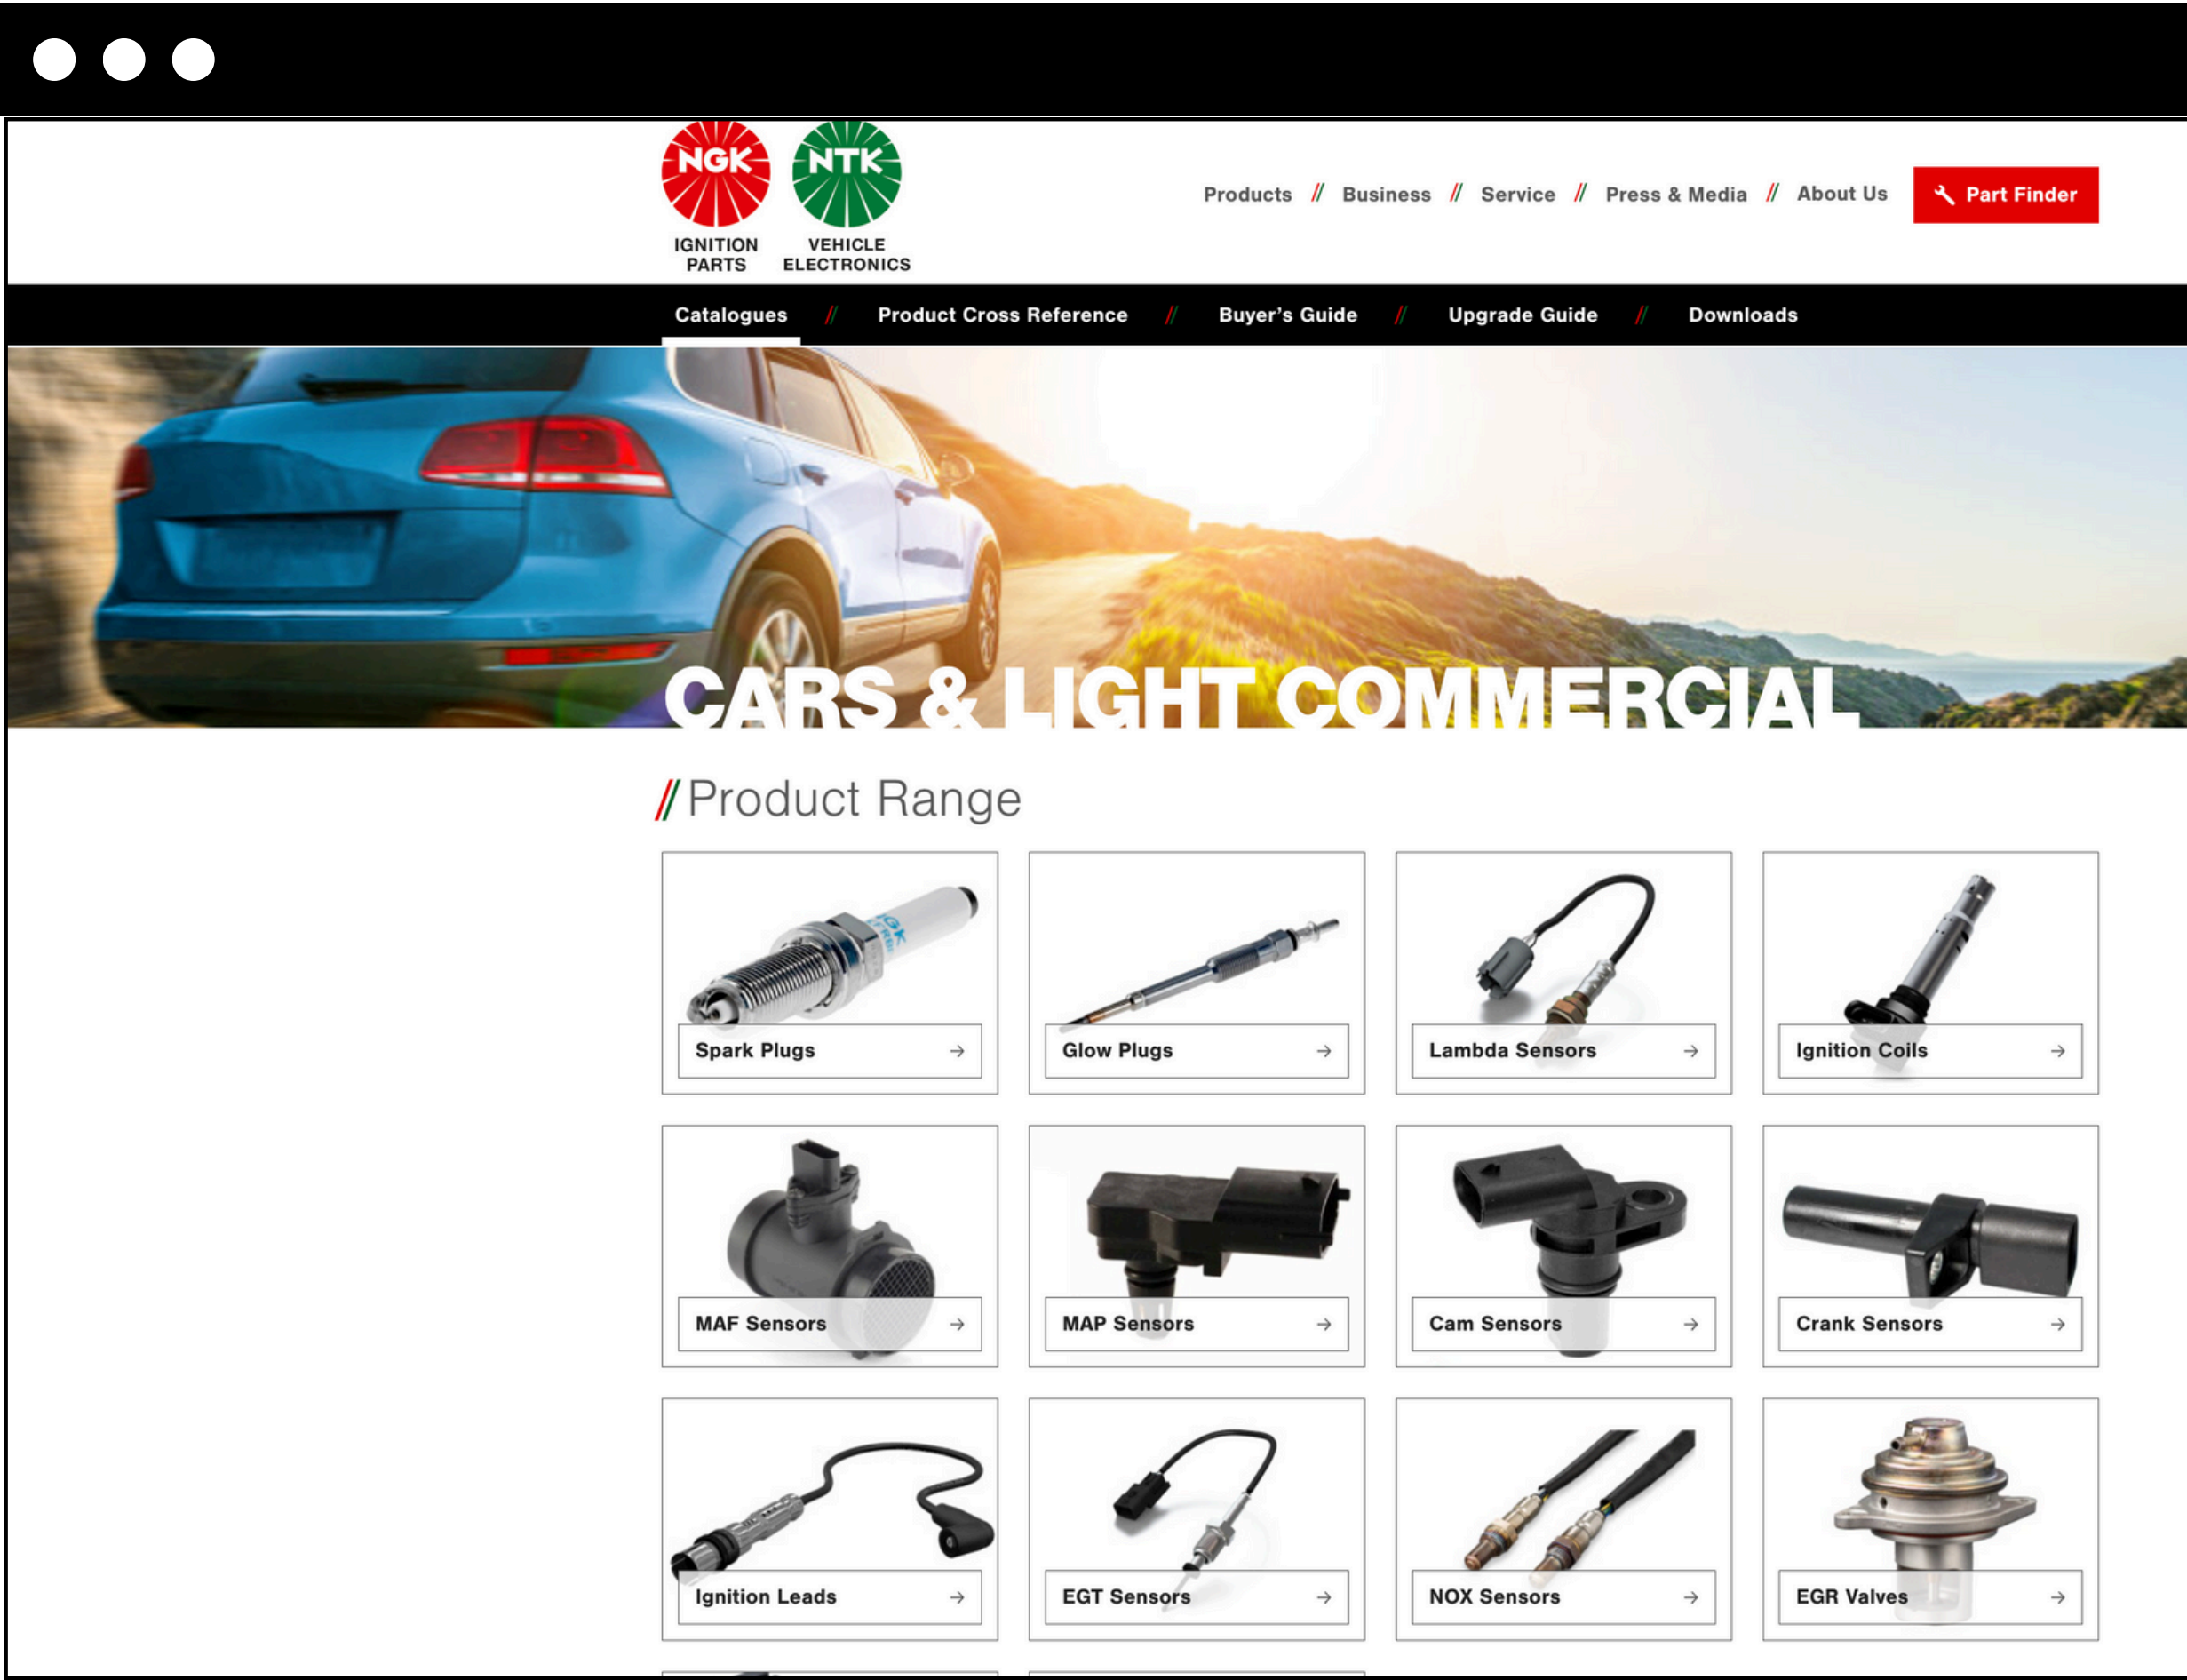 NGK
NTK
IGNITION
PARTS
VEHICLE
ELECTRONICS
Products // Business // Service // Press & Media // About Us
Part Finder
Catalogues // Product Cross Reference // Buyer's Guide // Upgrade Guide // Downloads
CARS & LIGHT COMMERCIAL
//Product Range
NGK
Spark Plugs →
Glow Plugs →
Lambda Sensors →
Ignition Coils →
MAF Sensors →
MAP Sensors →
Cam Sensors →
Crank Sensors →
Ignition Leads →
EGT Sensors →
NOX Sensors →
EGR Valves →